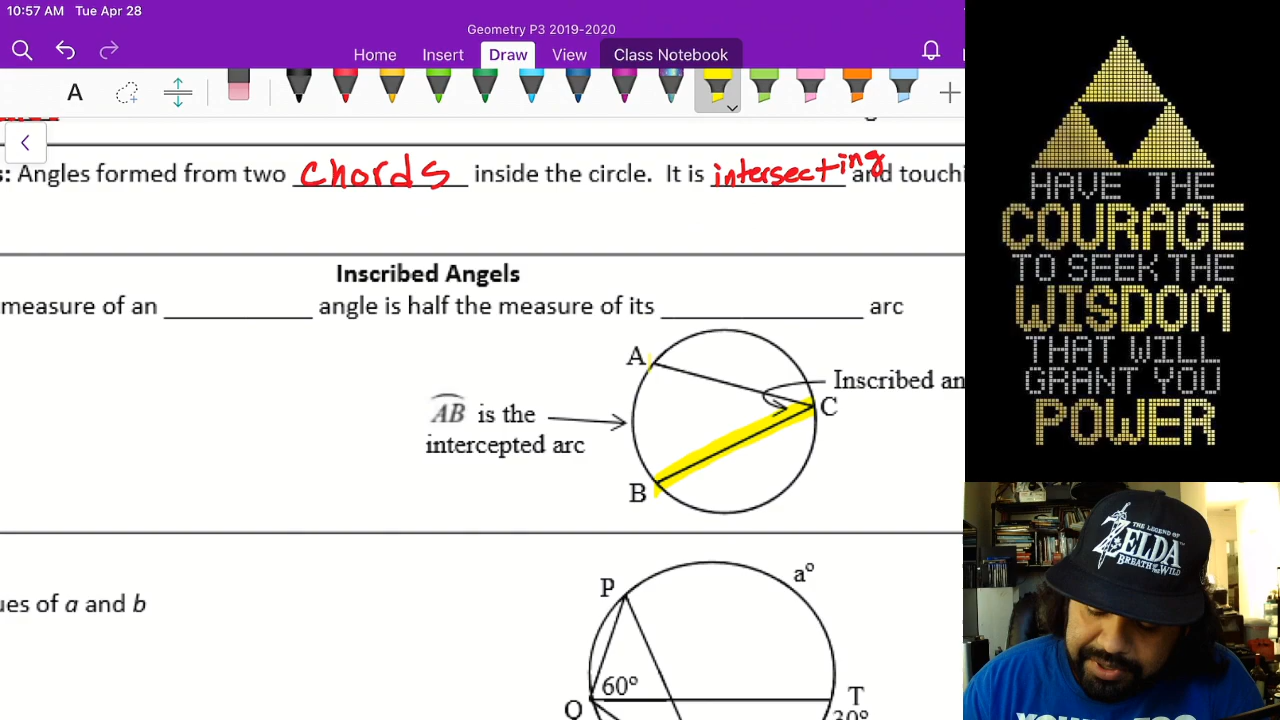 10:57 AM Tue Apr 28
Geometry P3 2019-2020
Home Insert Draw View Class Notebook
A
: Angles formed from two chords inside the circle. It is intersecting and touchi
Inscribed Angels
measure of an ____________ angle is half the measure of its ________________ arc
A
Inscribed an
C
AB is the
intercepted arc
B
ues of a and b
P
a°
60°
Q
T
30°
HAVE THE
COURAGE
TO SEEK THE
WISDOM
THAT WILL
GRANT YOU
POWER
THE LEGEND OF
ZELDA
BREATH OF THE WILD